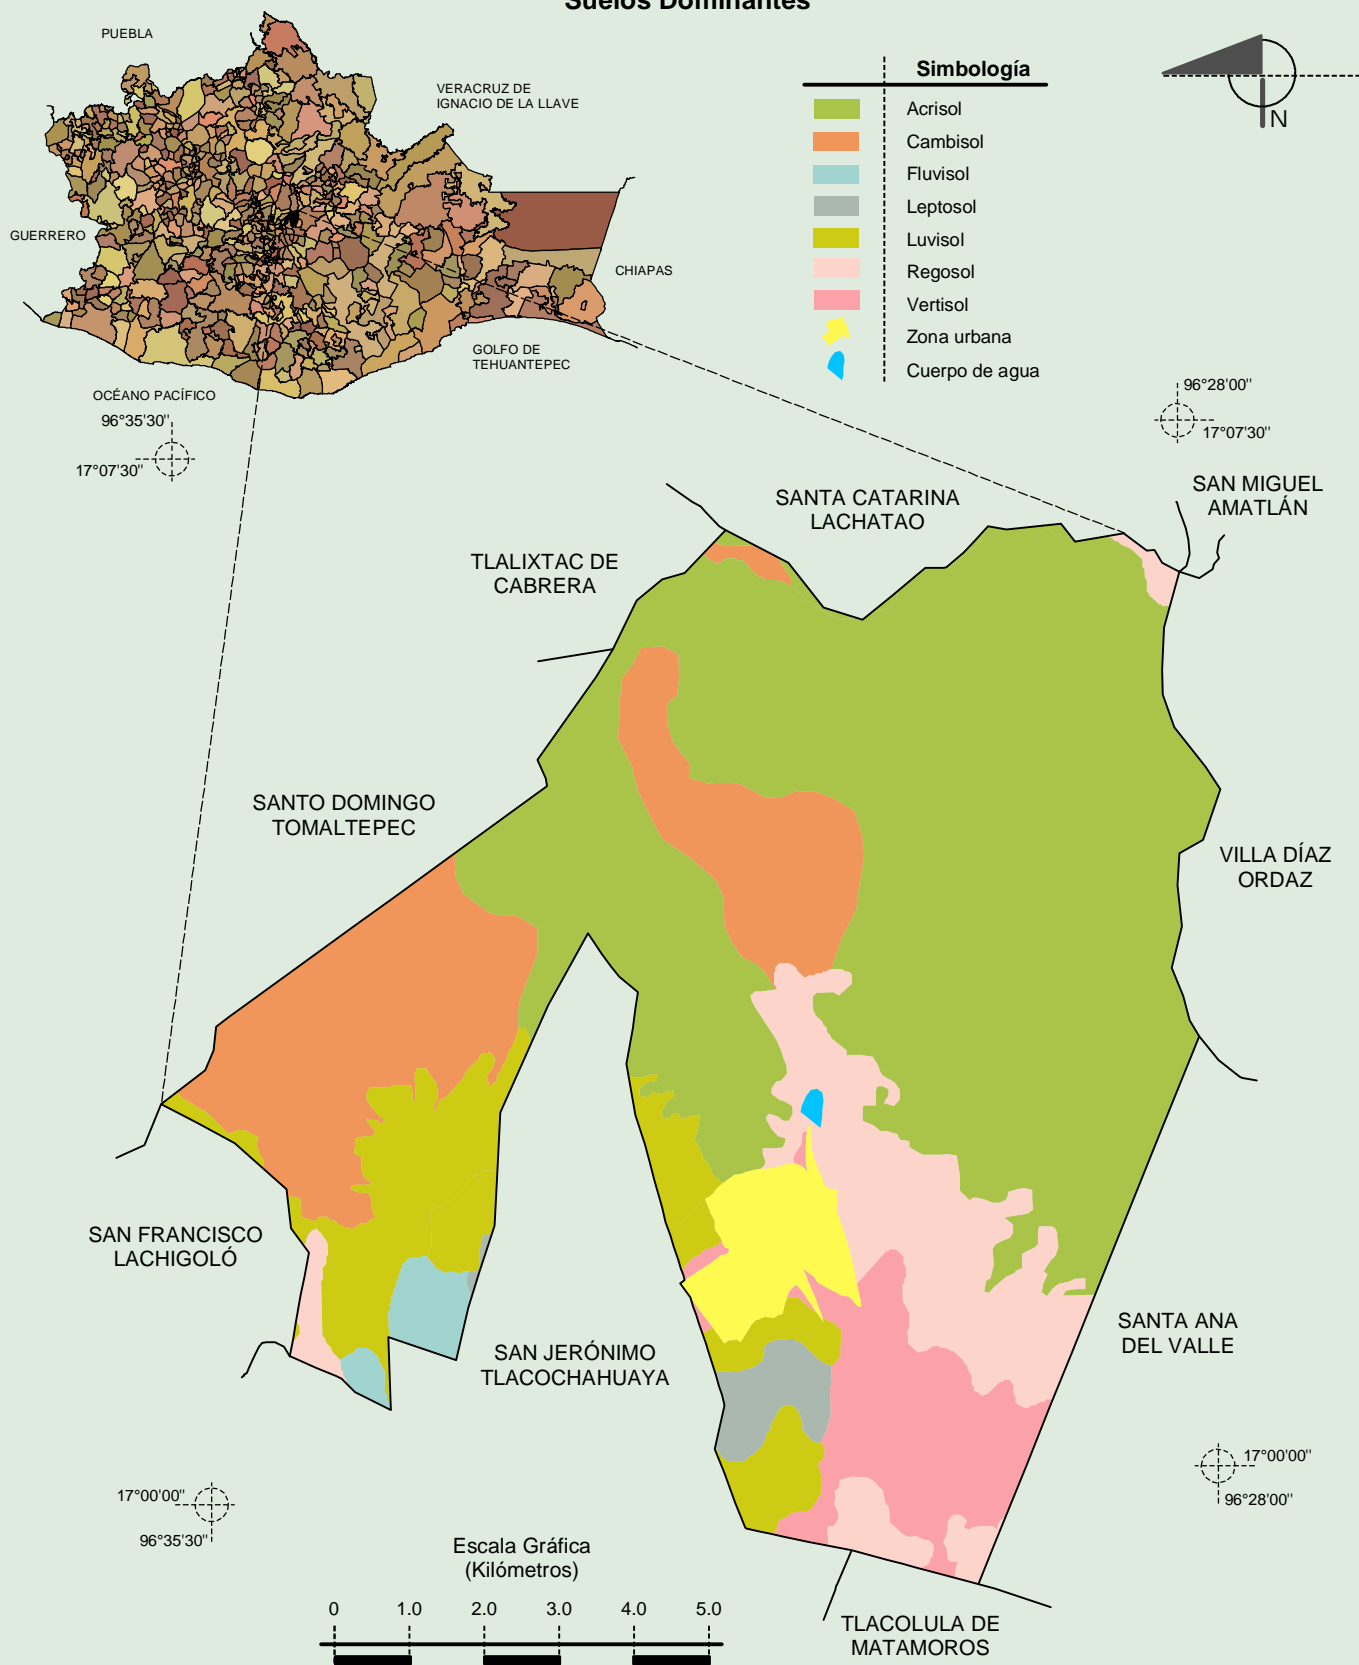 Suelos Dominantes
PUEBLA
VERACRUZ DE
IGNACIO DE LA LLAVE
GUERRERO
CHIAPAS
GOLFO DE
TEHUANTEPEC
OCÉANO PACÍFICO
Simbología
Acrisol
Cambisol
Fluvisol
Leptosol
Luvisol
Regosol
Vertisol
Zona urbana
Cuerpo de agua
N
96°35'30"
17°07'30"
96°28'00"
17°07'30"
SAN MIGUEL
AMATLÁN
SANTA CATARINA
LACHATAO
TLALIXTAC DE
CABRERA
SANTO DOMINGO
TOMALTEPEC
VILLA DÍAZ
ORDAZ
SAN FRANCISCO
LACHIGOLÓ
SAN JERÓNIMO
TLACOCHAHUAYA
SANTA ANA
DEL VALLE
17°00'00"
96°35'30"
17°00'00"
96°28'00"
Escala Gráfica
(Kilómetros)
0 1.0 2.0 3.0 4.0 5.0
TLACOLULA DE
MATAMOROS